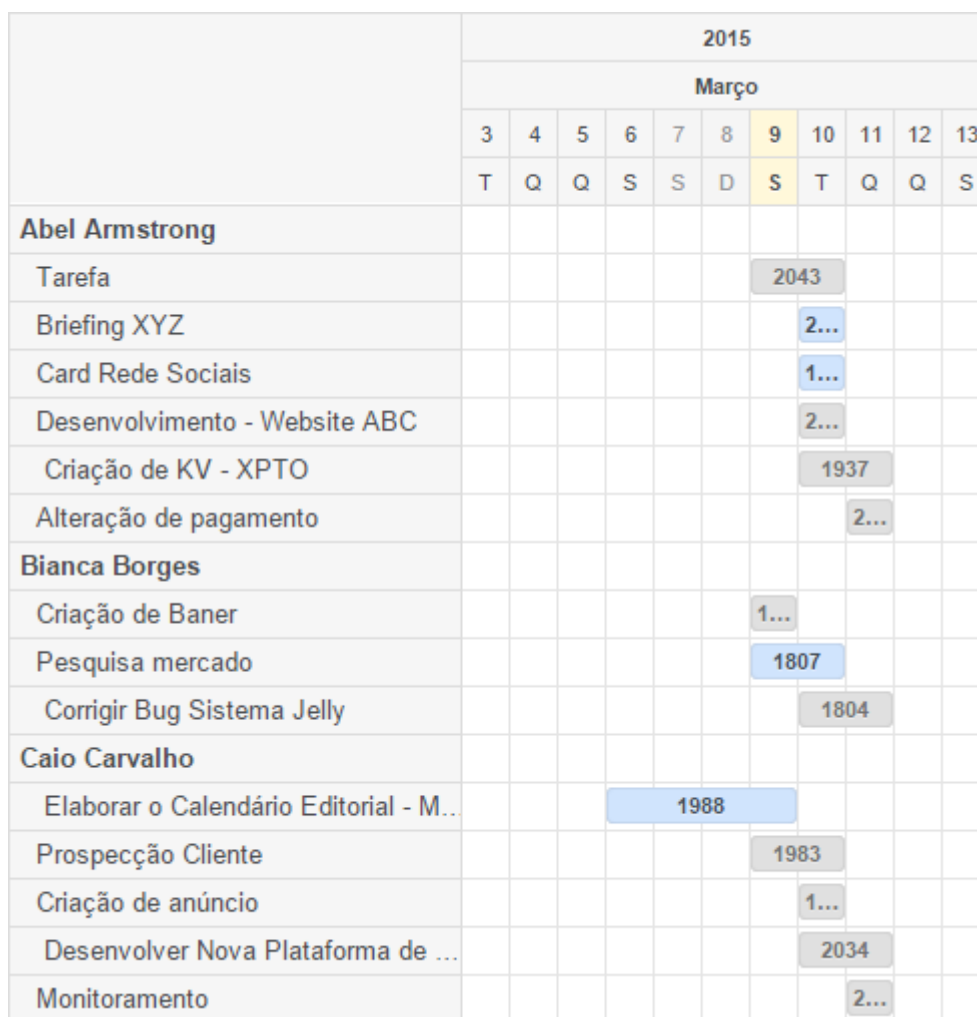 2015
Março
3 4 5 6 7 8 9 10 11 12 13
T Q Q S S D S T Q Q S
Abel Armstrong
Tarefa 2043
Briefing XYZ 2...
Card Rede Sociais 1...
Desenvolvimento - Website ABC 2...
Criação de KV - XPTO 1937
Alteração de pagamento 2...
Bianca Borges
Criação de Baner 1...
Pesquisa mercado 1807
Corrigir Bug Sistema Jelly 1804
Caio Carvalho
Elaborar o Calendário Editorial - M... 1988
Prospecção Cliente 1983
Criação de anúncio 1...
Desenvolver Nova Plataforma de ... 2034
Monitoramento 2...